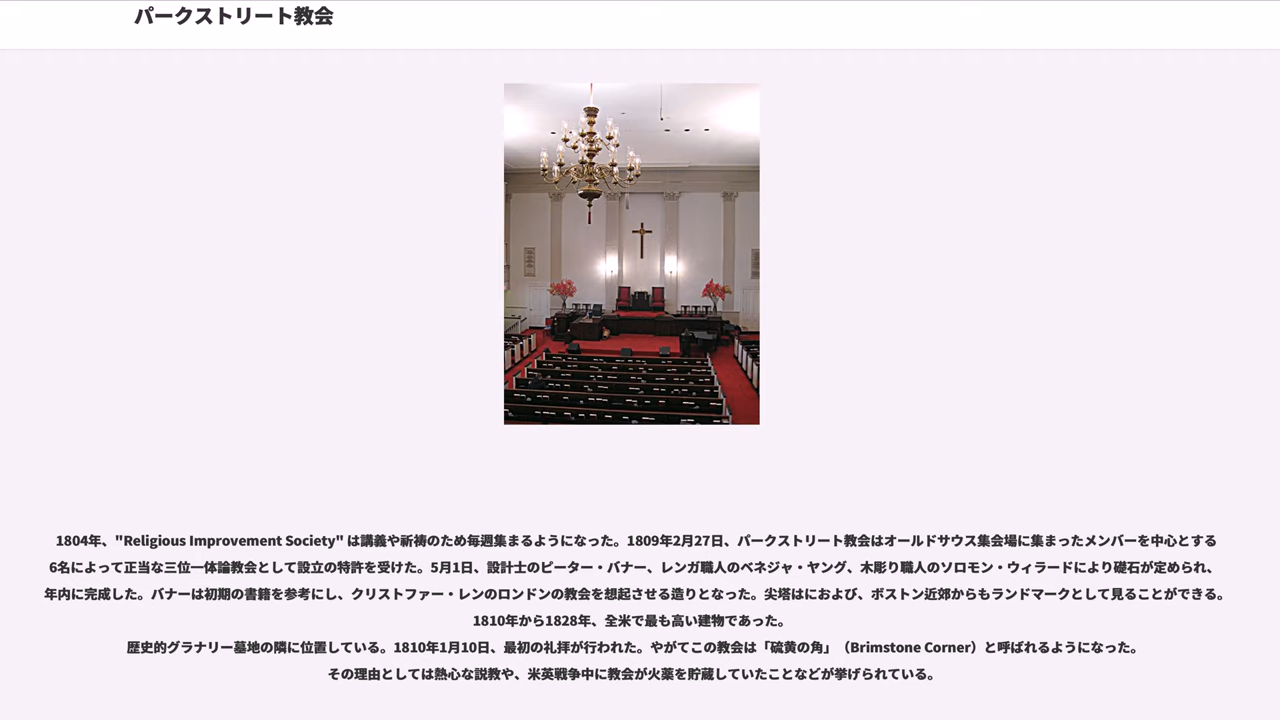 パークストリート教会
1804年、"Religious Improvement Society" は講義や祈祷のため毎週集まるようになった。1809年2月27日、パークストリート教会はオールドサウス集会場に集まったメンバーを中心とする
6名によって正当な三位一体論教会として設立の特許を受けた。5月1日、設計士のピーター・バナー、レンガ職人のベネジャ・ヤング、木彫り職人のソロモン・ウィラードにより礎石が定められ、
年内に完成した。バナーは初期の書籍を参考にし、クリストファー・レンのロンドンの教会を想起させる造りとなった。尖塔はにおよび、ボストン近郊からもランドマークとして見ることができる。
1810年から1828年、全米で最も高い建物であった。
歴史的グラナリー墓地の隣に位置している。1810年1月10日、最初の礼拝が行われた。やがてこの教会は「硫黄の角」（Brimstone Corner）と呼ばれるようになった。
その理由としては熱心な説教や、米英戦争中に教会が火薬を貯蔵していたことなどが挙げられている。